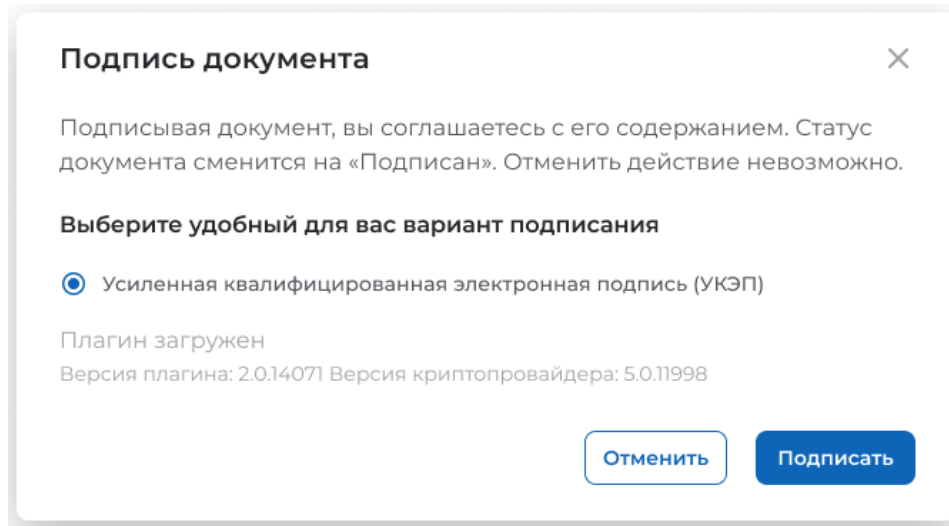 Подпись документа
Подписывая документ, вы соглашаетесь с его содержанием. Статус
документа сменится на «Подписан». Отменить действие невозможно.
Выберите удобный для вас вариант подписания
Усиленная квалифицированная электронная подпись (УКЭП)
Плагин загружен
Версия плагина: 2.0.14071 Версия криптопровайдера: 5.0.11998
Отменить Подписать